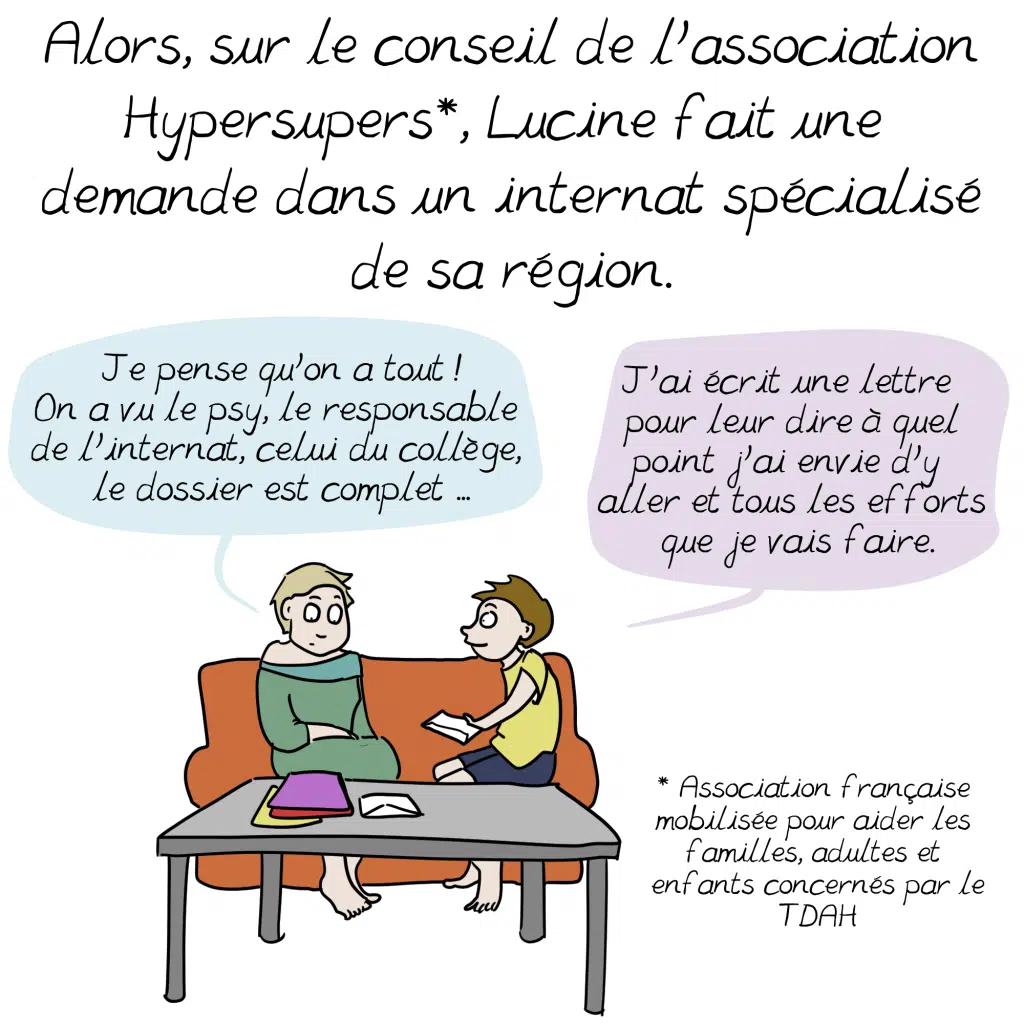 Alors, sur le conseil de l'association
Hypersupers*, Lucine fait une
demande dans un internat spécialisé
de sa région.
Je pense qu'on a tout !
On a vu le psy, le responsable
de l'internat, celui du collège,
le dossier est complet ...
J'ai écrit une lettre
pour leur dire à quel
point j'ai envie d'y
aller et tous les efforts
que je vais faire.
* Association française
mobilisée pour aider les
familles, adultes et
enfants concernés par le
TDAH